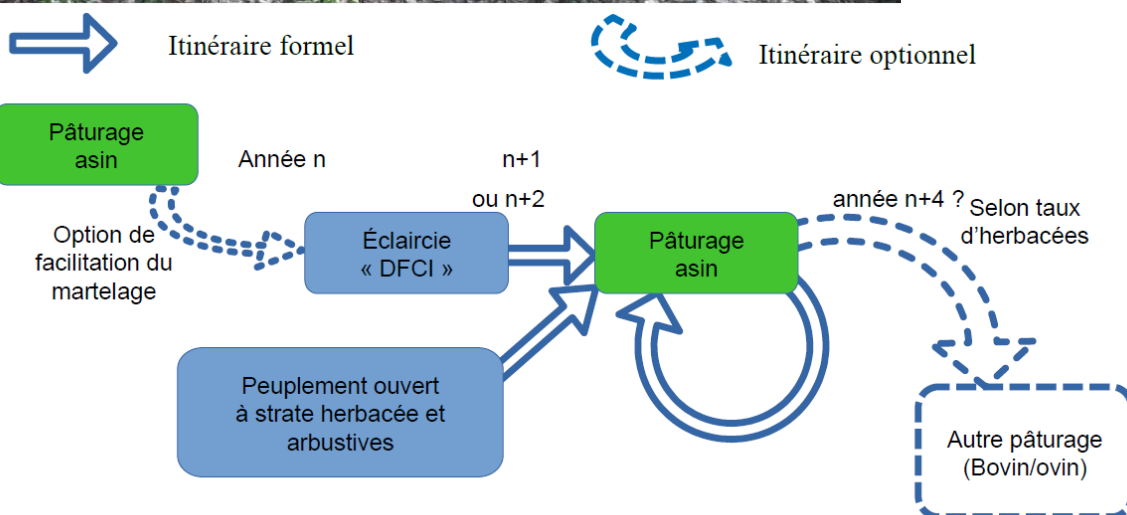 Itinéraire formel
Itinéraire optionnel
Pâturage
asin
Année n
n+1
ou n+2
année n+4 ?
Selon taux
d'herbacées
Option de
facilitation du
martelage
Éclaircie
« DFCI »
Pâturage
asin
Peuplement ouvert
à strate herbacée et
arbustives
Autre pâturage
(Bovin/ovin)